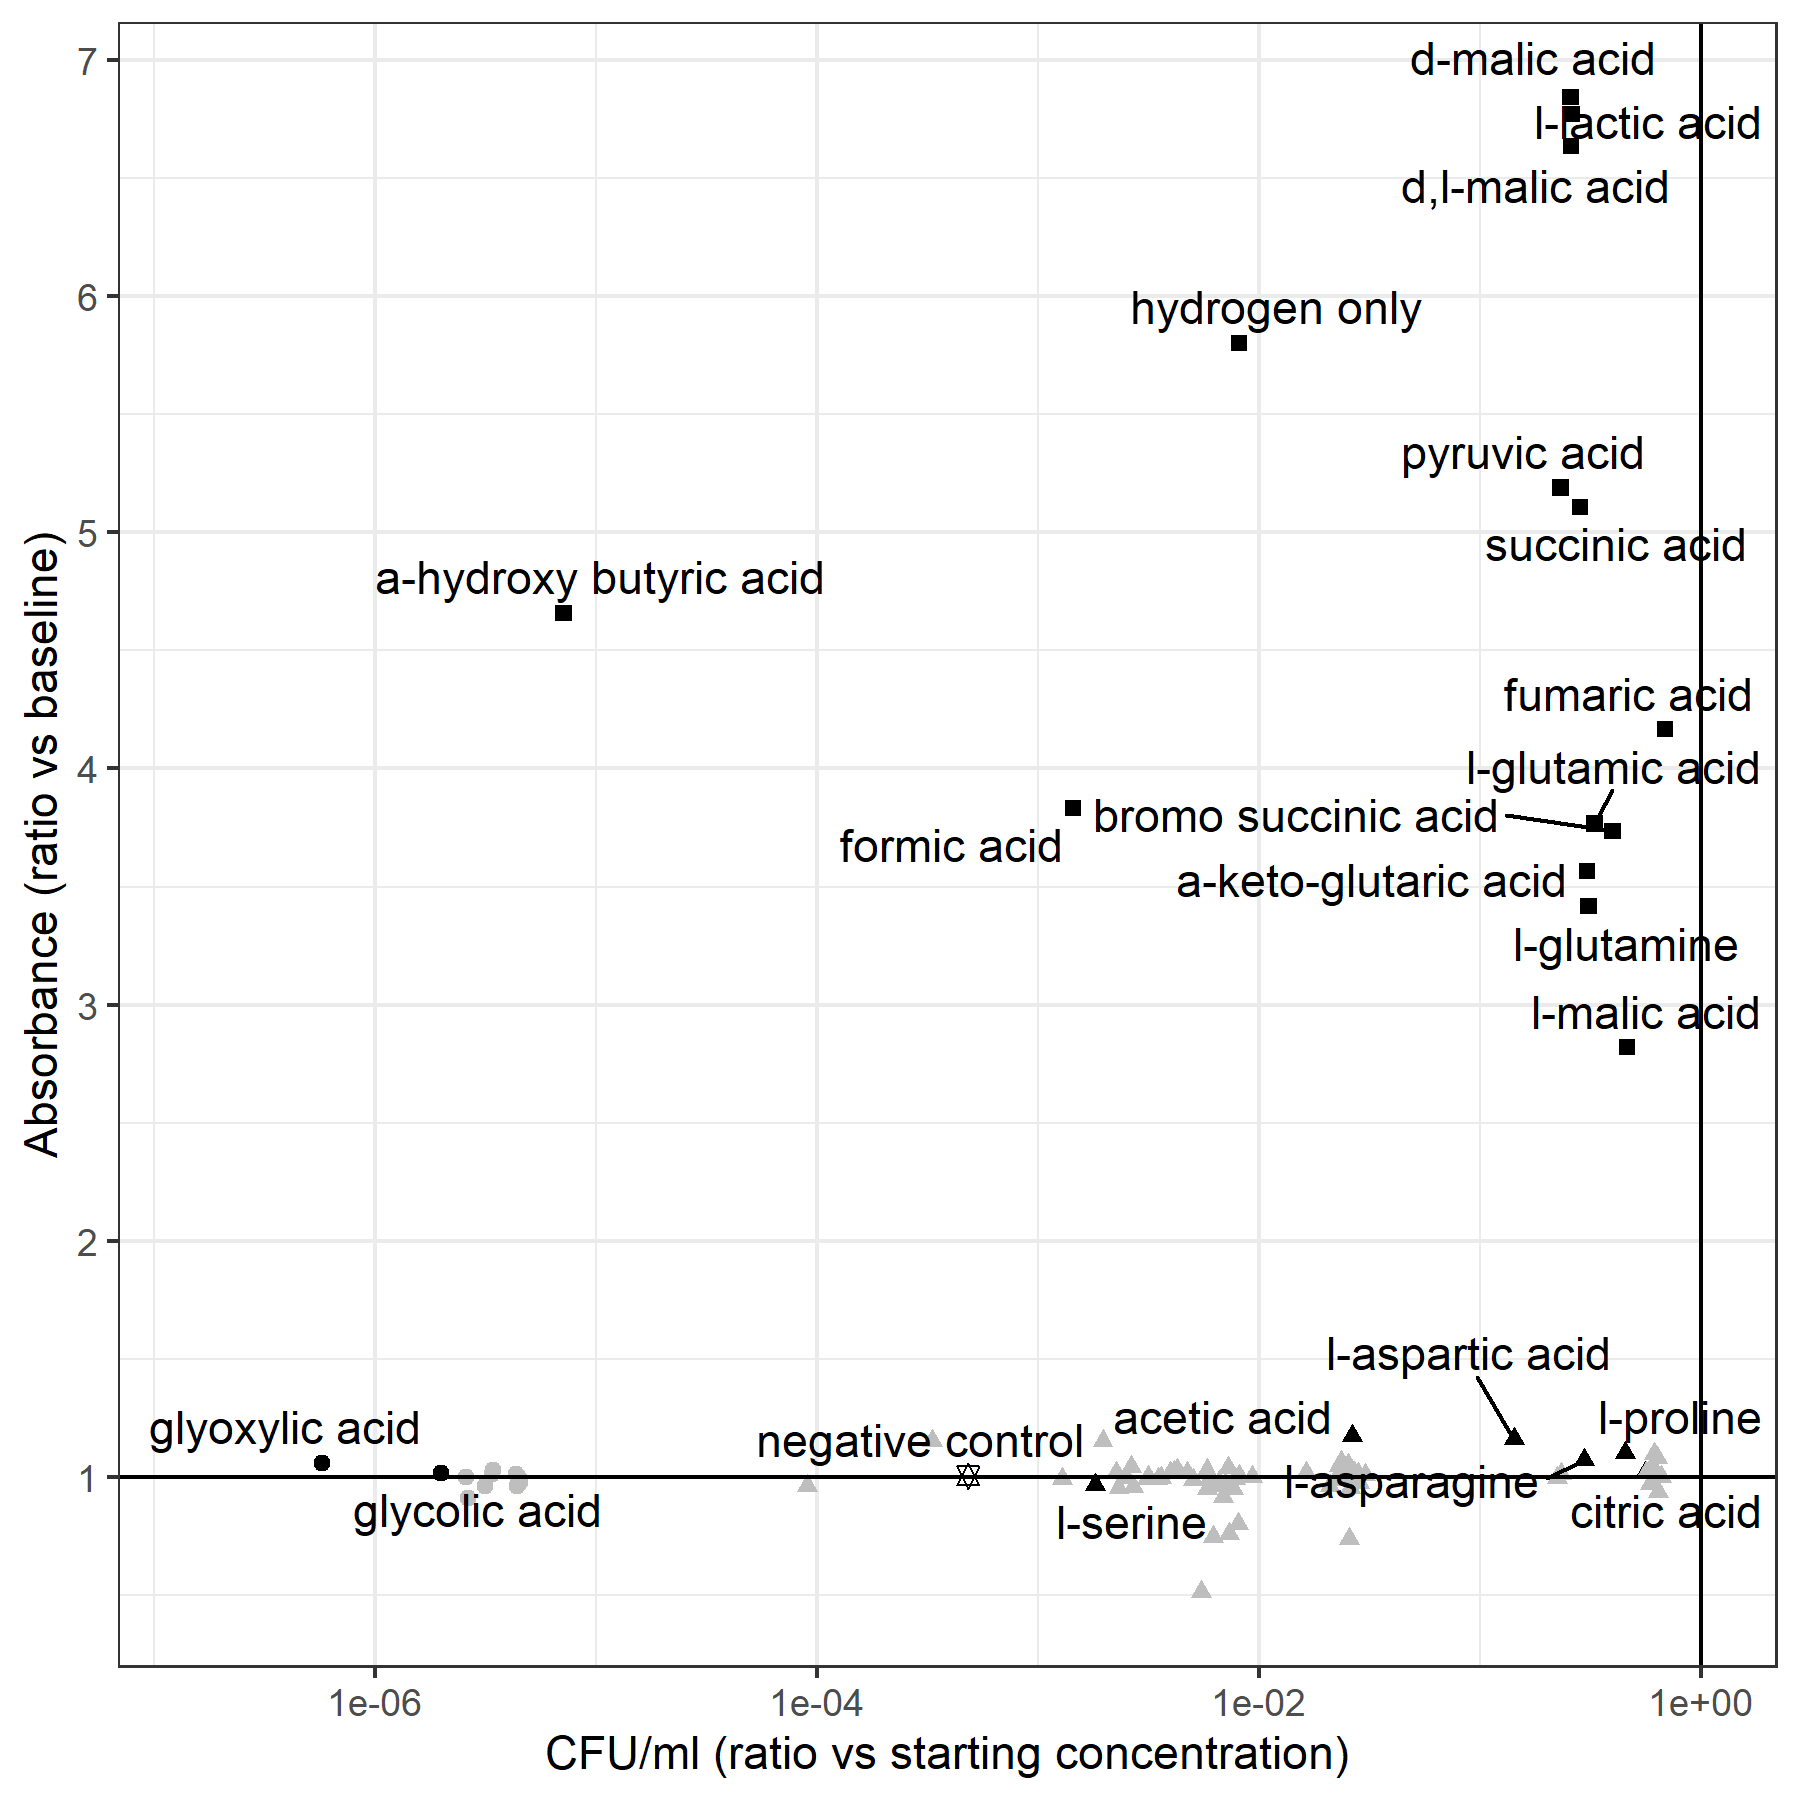 7
d-malic acid
l-lactic acid
d,l-malic acid
6
hydrogen only
pyruvic acid
5
succinic acid
a-hydroxy butyric acid
fumaric acid
4
l-glutamic acid
bromo succinic acid
formic acid
a-keto-glutaric acid
l-glutamine
3
l-malic acid
2
l-aspartic acid
glyoxylic acid
negative control
acetic acid
l-proline
1
l-asparagine
glycolic acid
l-serine
citric acid
1e-06
1e-04
1e-02
1e+00
CFU/ml (ratio vs starting concentration)
Absorbance (ratio vs baseline)